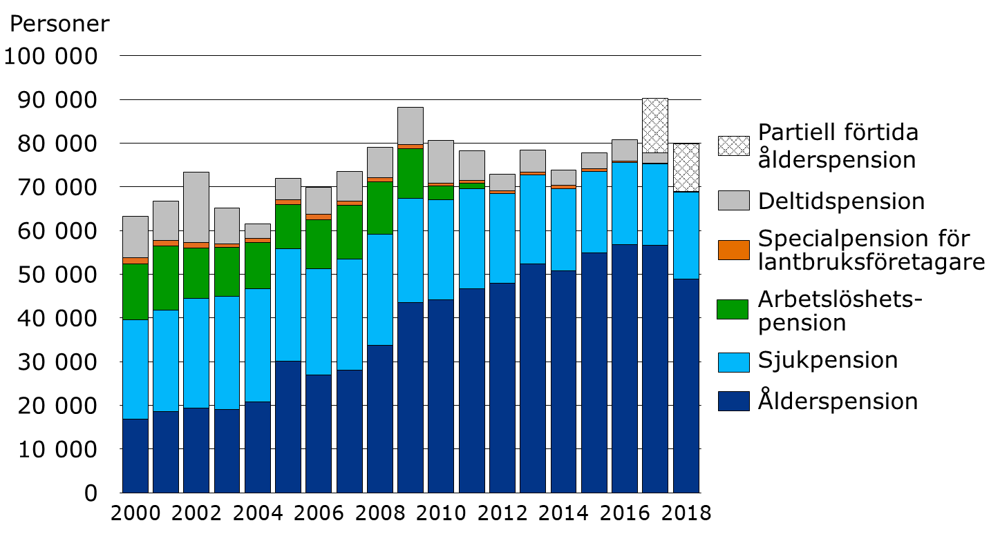 Personer
100 000
90 000
80 000
70 000
60 000
50 000
40 000
30 000
20 000
10 000
0
2000 2002 2004 2006 2008 2010 2012 2014 2016 2018
Partiell förtida
ålderspension
Deltidspension
Specialpension för
lantbruksföretagare
Arbetslöshets-
pension
Sjukpension
Ålderspension